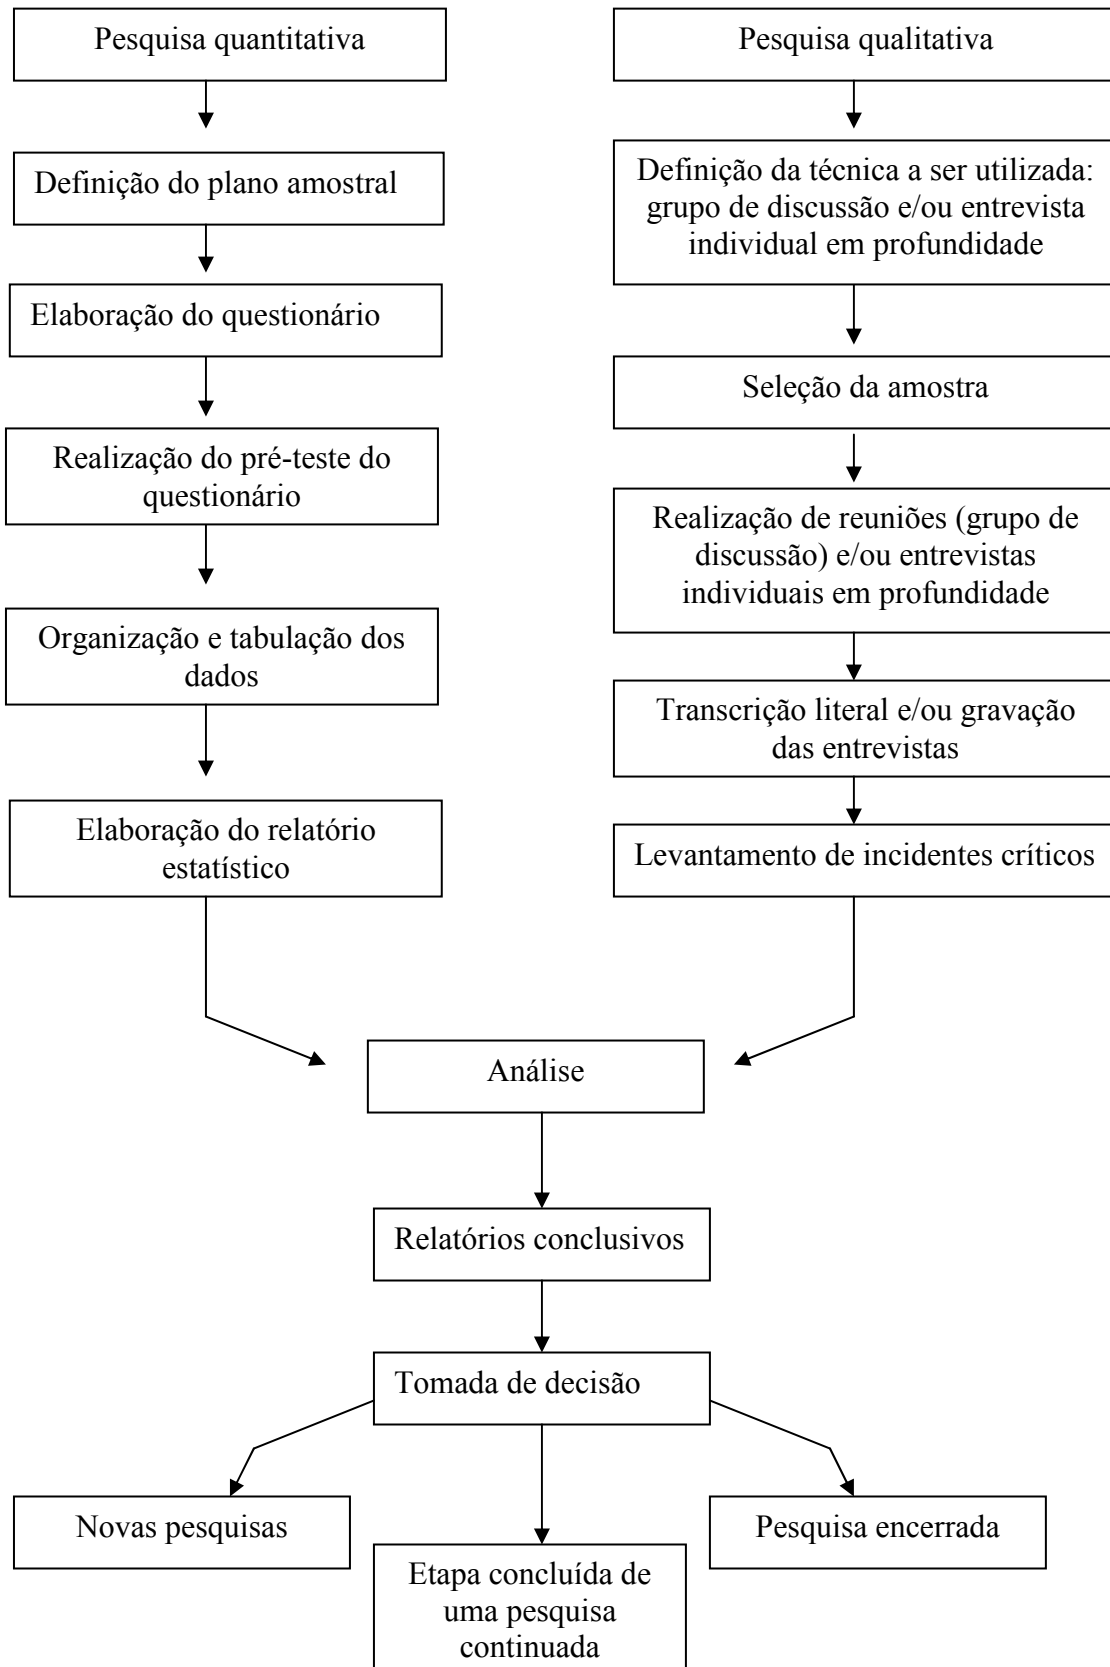 Pesquisa quantitativa
Definição do plano amostral
Elaboração do questionário
Realização do pré-teste do
questionário
Organização e tabulação dos
dados
Elaboração do relatório
estatístico
Pesquisa qualitativa
Definição da técnica a ser utilizada:
grupo de discussão e/ou entrevista
individual em profundidade
Seleção da amostra
Realização de reuniões (grupo de
discussão) e/ou entrevistas
individuais em profundidade
Transcrição literal e/ou gravação
das entrevistas
Levantamento de incidentes críticos
Análise
Relatórios conclusivos
Tomada de decisão
Novas pesquisas
Etapa concluída de
uma pesquisa
continuada
Pesquisa encerrada